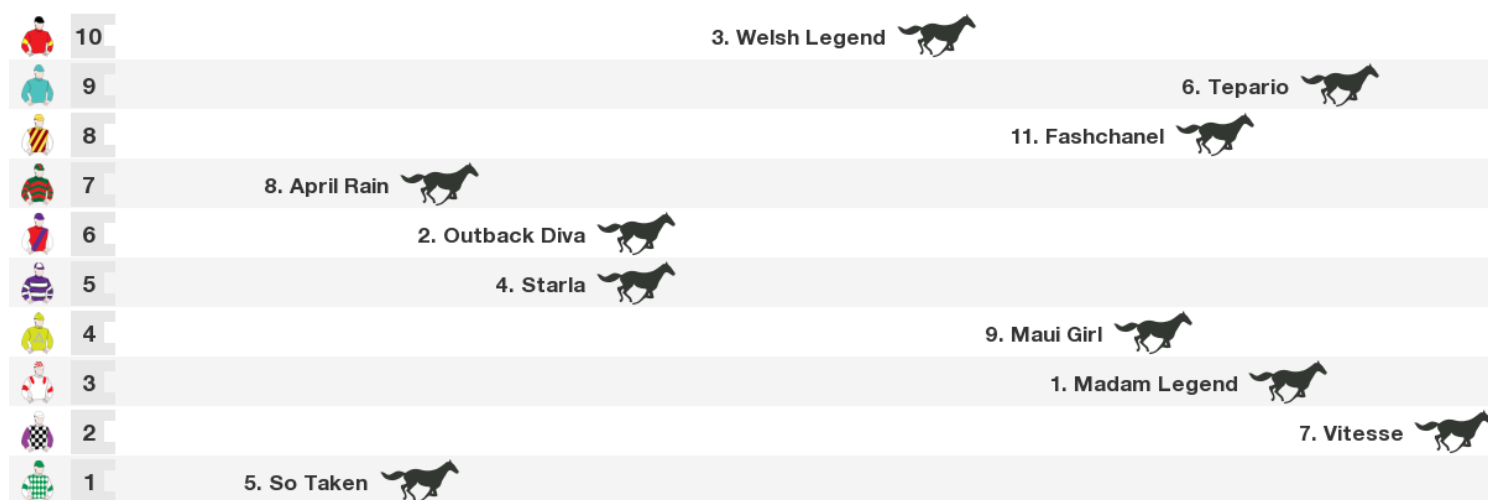 10 3. Welsh Legend
9 6. Tepario
8 11. Fashchanel
7 8. April Rain
6 2. Outback Diva
5 4. Starla
4 9. Maui Girl
3 1. Madam Legend
2 7. Vitesse
1 5. So Taken